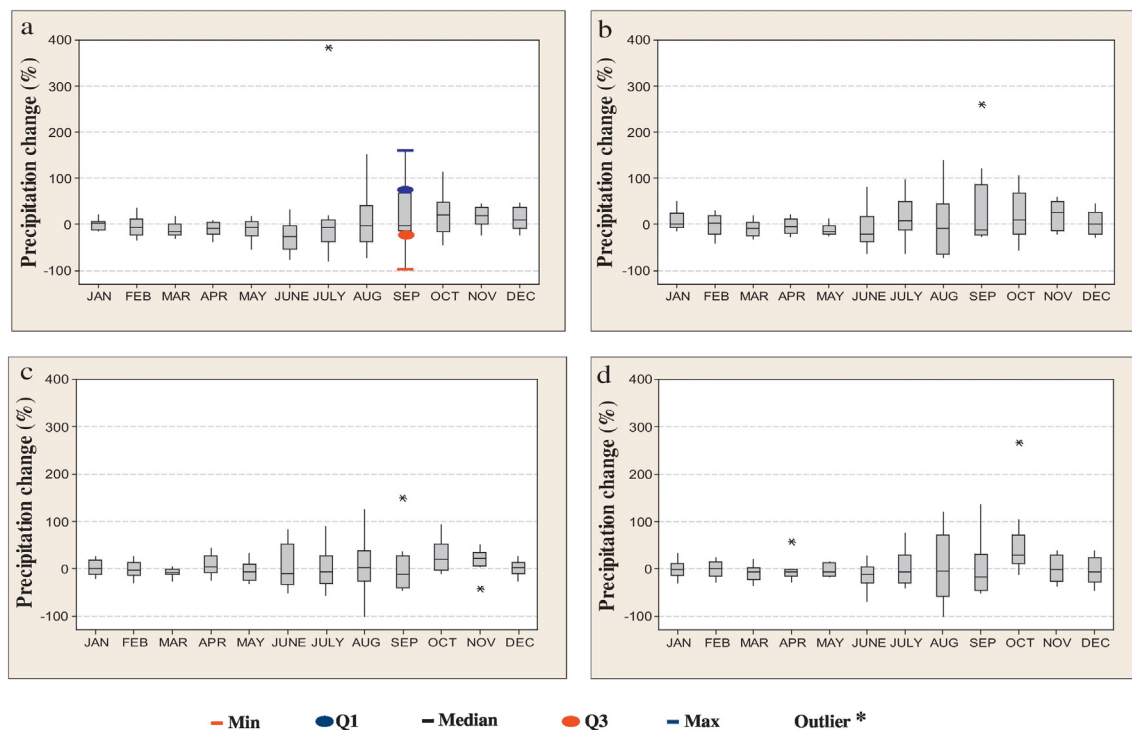 a
Precipitation change (%)
400
300
200
100
0
-100
JAN FEB MAR APR MAY JUNE JULY AUG SEP OCT NOV DEC
*
b
Precipitation change (%)
400
300
200
100
0
-100
JAN FEB MAR APR MAY JUNE JULY AUG SEP OCT NOV DEC
*
c
Precipitation change (%)
400
300
200
100
0
-100
JAN FEB MAR APR MAY JUNE JULY AUG SEP OCT NOV DEC
*
*
d
Precipitation change (%)
400
300
200
100
0
-100
JAN FEB MAR APR MAY JUNE JULY AUG SEP OCT NOV DEC
*
*
Min Q1 Median Q3 Max Outlier *